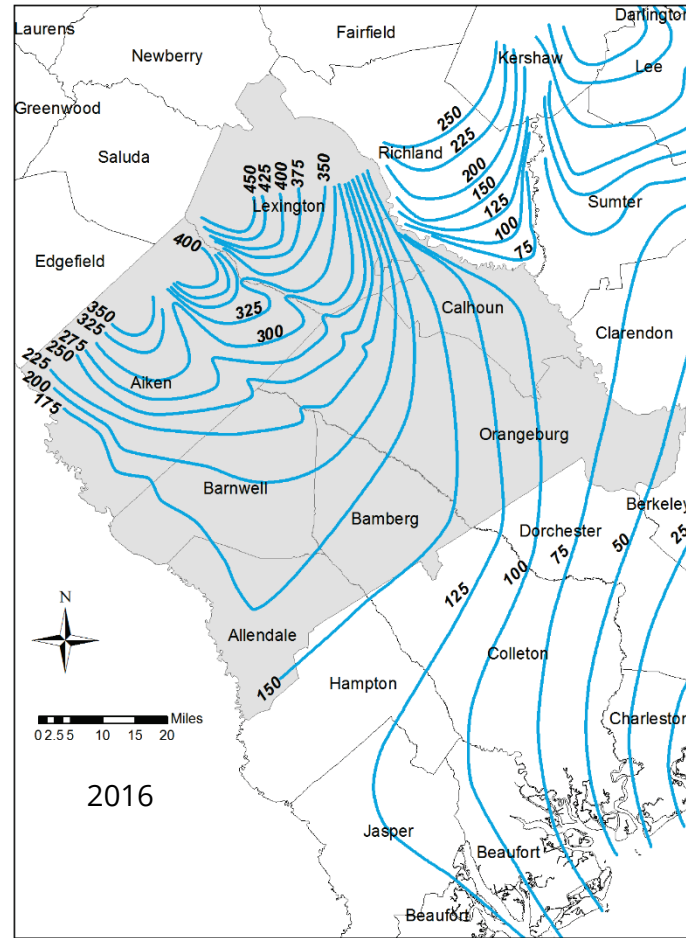 Laurens
Newberry
Fairfield
Darlington
Kershaw
Lee
Greenwood
Saluda
Richland
250
225
200
150
125
100
75
Sumter
450
425
400
375
350
Lexington
Edgefield
400
325
300
Calhoun
Clarendon
350
325
275
250
225
200
175
Aiken
Orangeburg
Barnwell
Bamberg
Dorchester
Berkeley
75
50
25
100
125
N
Allendale
150
Hampton
Colleton
Charleston
Miles
0 2.5 5 10 15 20
2016
Jasper
Beaufort
Beaufort